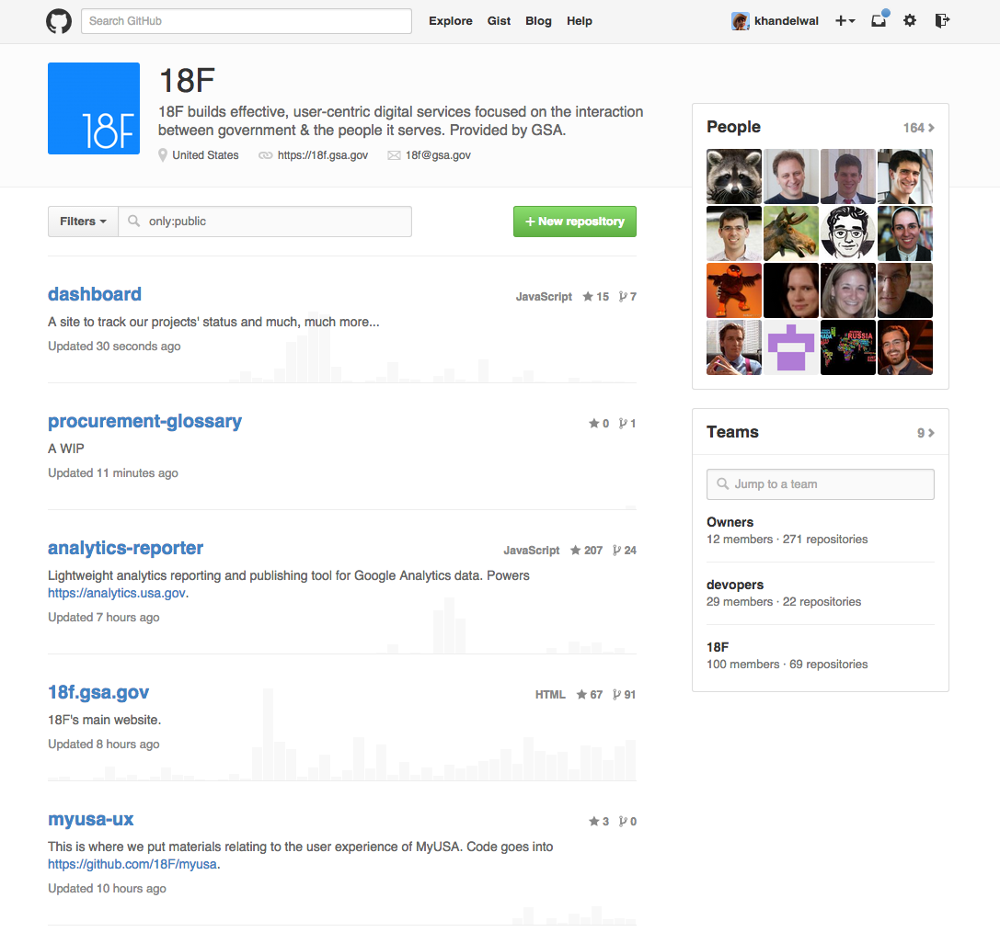 Search GitHub
Explore Gist Blog Help
khandelwal
18F
18F
18F builds effective, user-centric digital services focused on the interaction
between government & the people it serves. Provided by GSA.
United States https://18f.gsa.gov 18f@gsa.gov
Filters only:public
+ New repository
dashboard
JavaScript 15 7
A site to track our projects' status and much, much more...
Updated 30 seconds ago
procurement-glossary
0 1
A WIP
Updated 11 minutes ago
analytics-reporter
JavaScript 207 24
Lightweight analytics reporting and publishing tool for Google Analytics data. Powers
https://analytics.usa.gov.
Updated 7 hours ago
18f.gsa.gov
HTML 67 91
18F's main website.
Updated 8 hours ago
myusa-ux
3 0
This is where we put materials relating to the user experience of MyUSA. Code goes into
https://github.com/18F/myusa.
Updated 10 hours ago
People 164
RUSSIA
Teams 9
Jump to a team
Owners
12 members · 271 repositories
devopers
29 members · 22 repositories
18F
100 members · 69 repositories